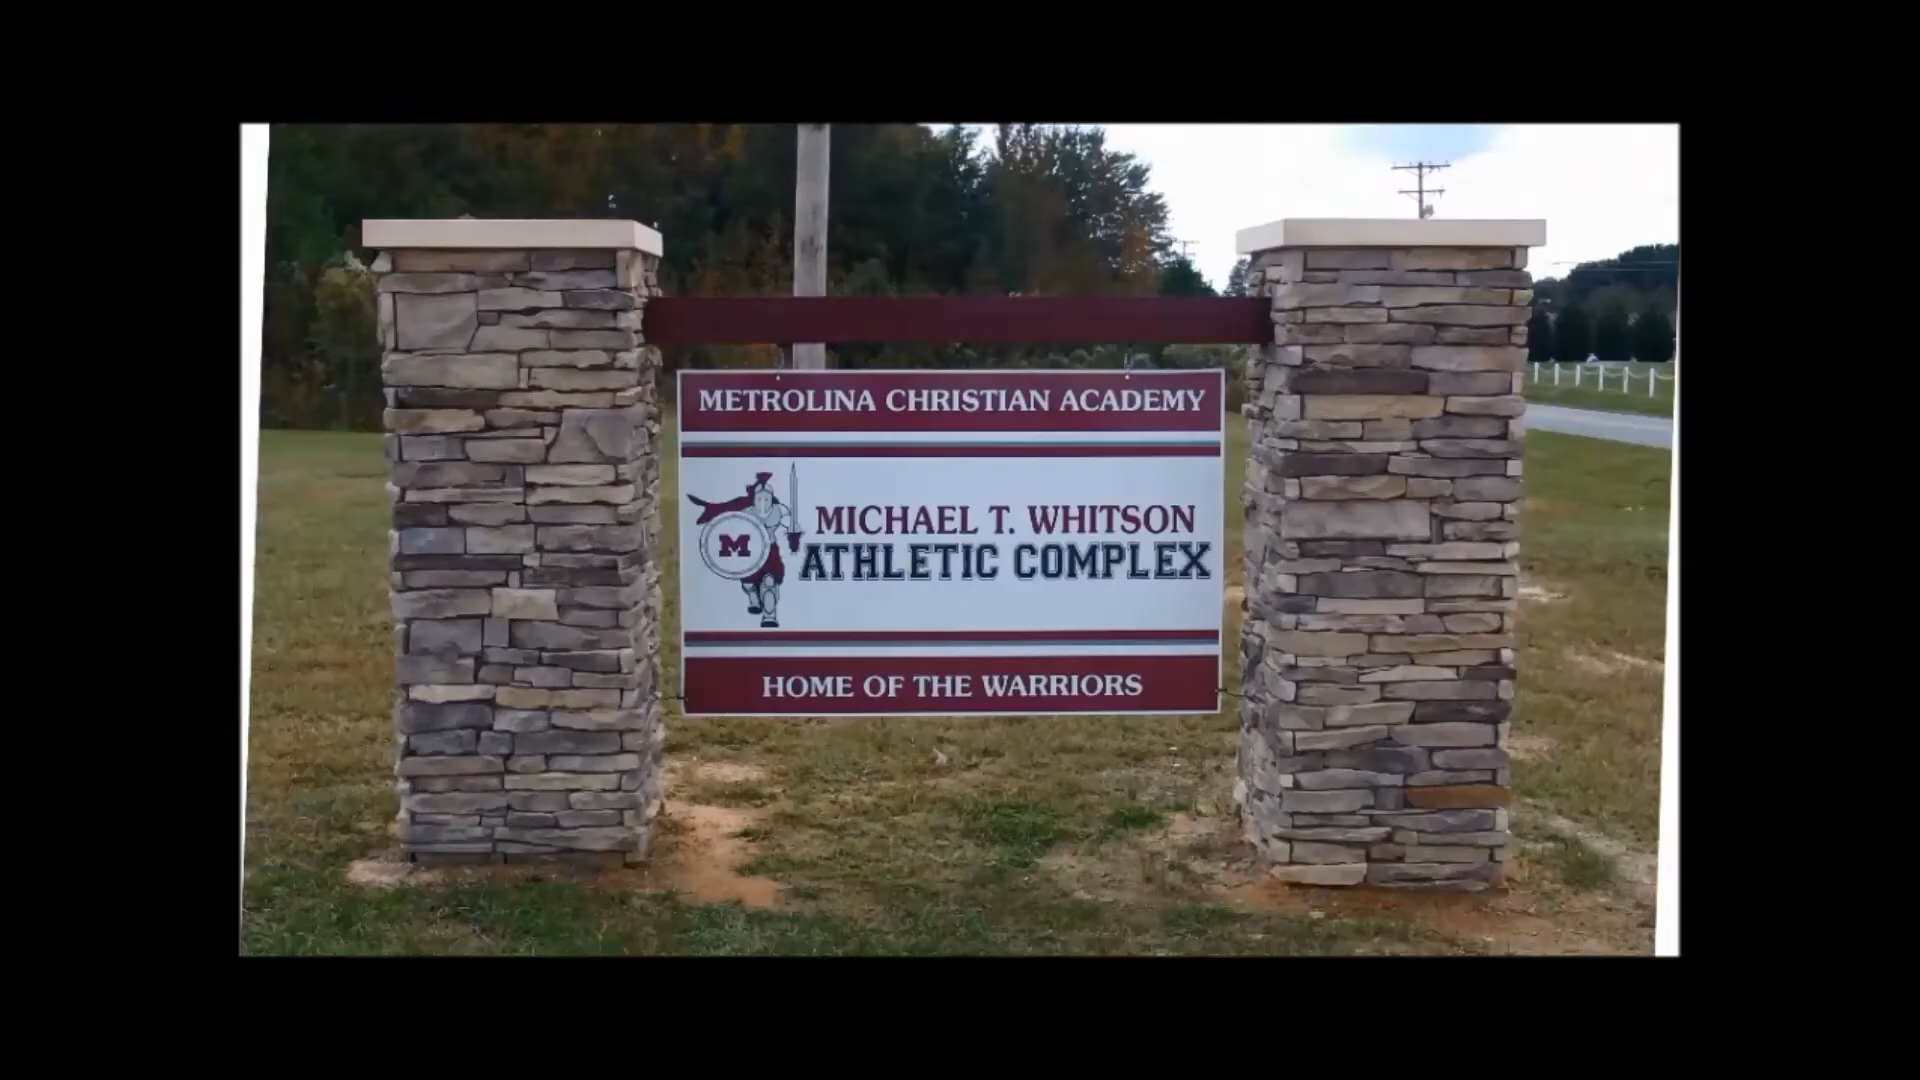 METROLINA CHRISTIAN ACADEMY
M
MICHAEL T. WHITSON
ATHLETIC COMPLEX
HOME OF THE WARRIORS